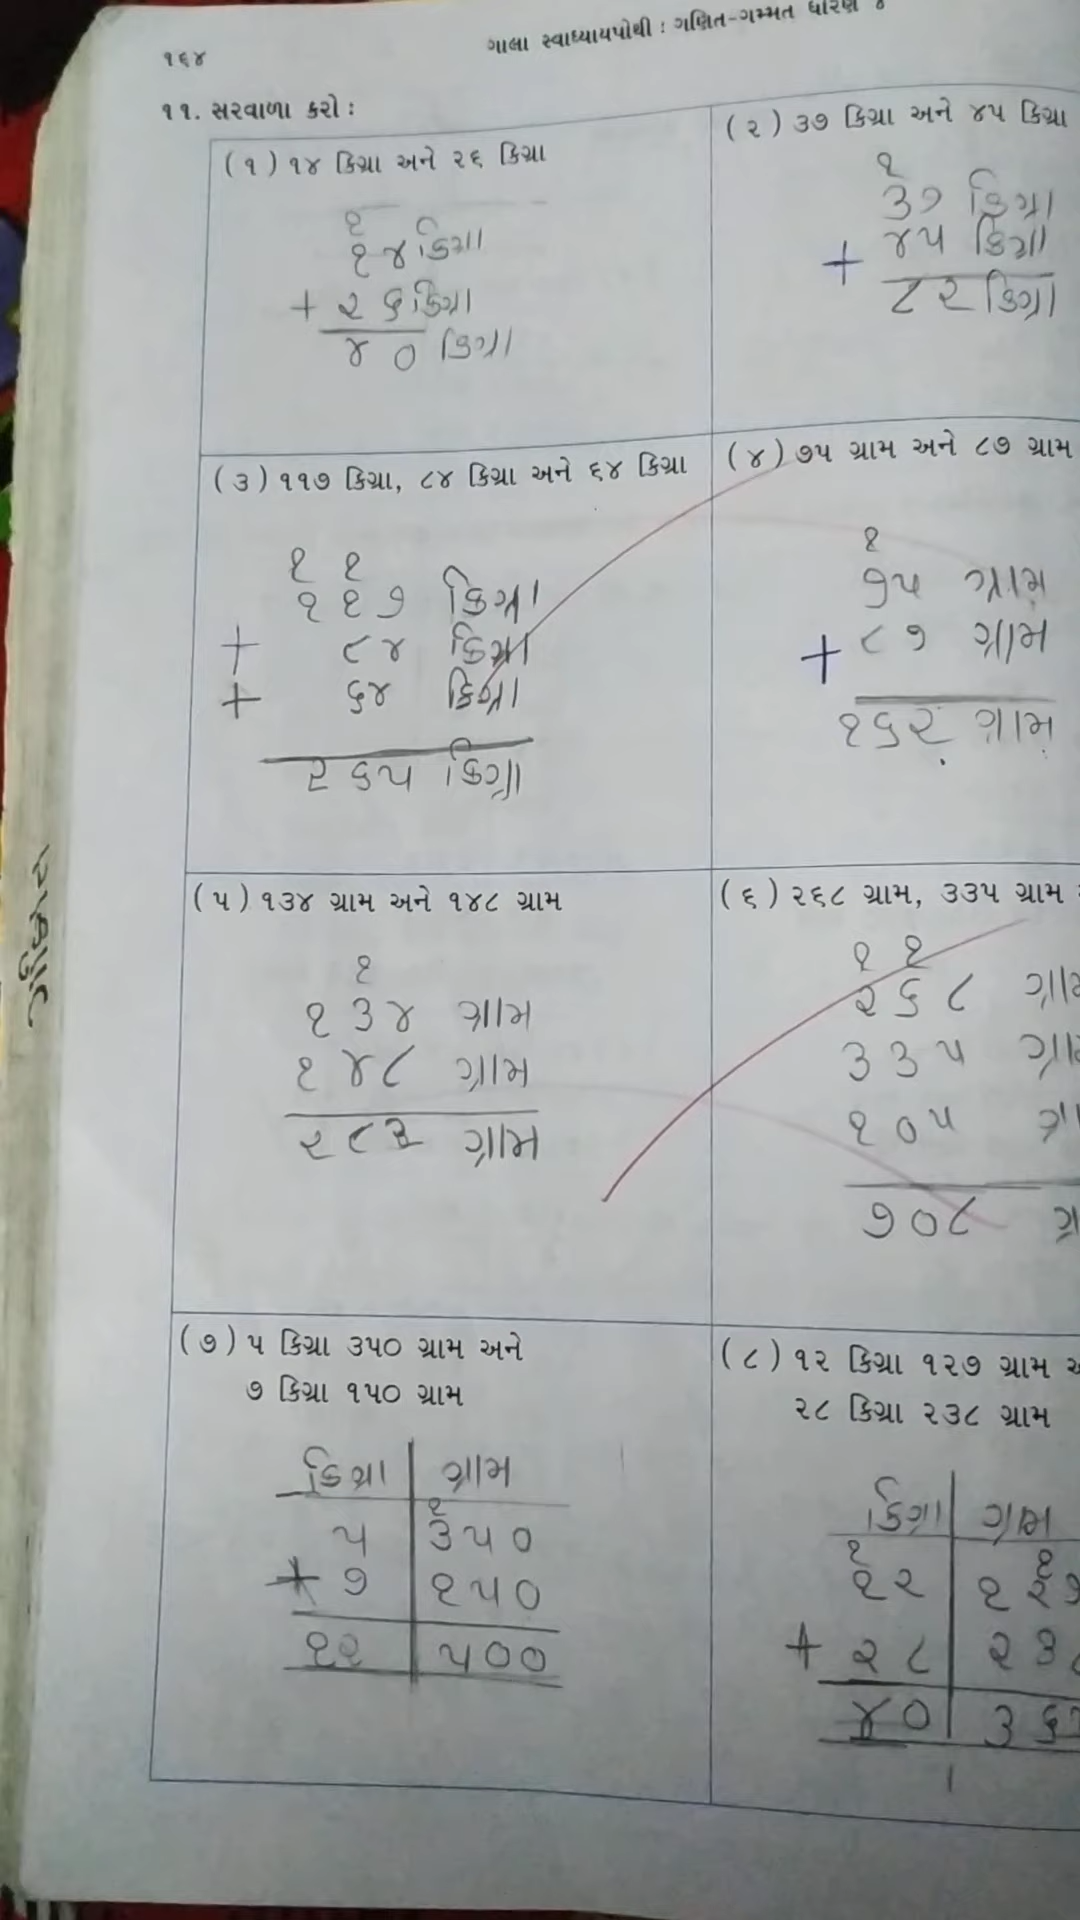 ૧૬૪
ગાલા સ્વાધ્યાયપોથી : ગણિત-ગમ્મત ધોરણ ૪
૧૧. સરવાળા કરો :
(૧) ૧૪ કિગ્રા અને ૨૬ કિગ્રા
૧
૧૪ કિગ્રા
+ ૨૬ કિગ્રા
૪૦ કિગ્રા
(૨) ૩૭ કિગ્રા અને ૪૫ કિગ્રા
૧
૩૭ કિગ્રા
+ ૪૫ કિગ્રા
૮૨ કિગ્રા
(૩) ૧૧૭ કિગ્રા, ૮૪ કિગ્રા અને ૬૪ કિગ્રા
૧ ૧
૧૧૭ કિગ્રા
+ ૮૪ કિગ્રા
+ ૬૪ કિગ્રા
૨૬૫ કિગ્રા
(૪) ૭૫ ગ્રામ અને ૮૭ ગ્રામ
૧
૭૫ ગ્રામ
+ ૮૭ ગ્રામ
૧૬૨ ગ્રામ
(૫) ૧૩૪ ગ્રામ અને ૧૪૮ ગ્રામ
૧
૧૩૪ ગ્રામ
૧૪૮ ગ્રામ
૨૮૨ ગ્રામ
(૬) ૨૬૮ ગ્રામ, ૩૩૫ ગ્રામ
૧ ૧
૨૬૮
૩૩૫
૧૦૫
૭૦૮
(૭) ૫ કિગ્રા ૩૫૦ ગ્રામ અને
૭ કિગ્રા ૧૫૦ ગ્રામ
કિગ્રા ગ્રામ
૧
૫ ૩૫૦
+ ૭ ૧૫૦
૧૨ ૫૦૦
(૮) ૧૨ કિગ્રા ૧૨૭ ગ્રામ
૨૮ કિગ્રા ૨૩૮ ગ્રામ
કિગ્રા ગ્રામ
૧ ૧
૧૨ ૧૨૭
+ ૨૮ ૨૩૮
૪૦ ૩૬